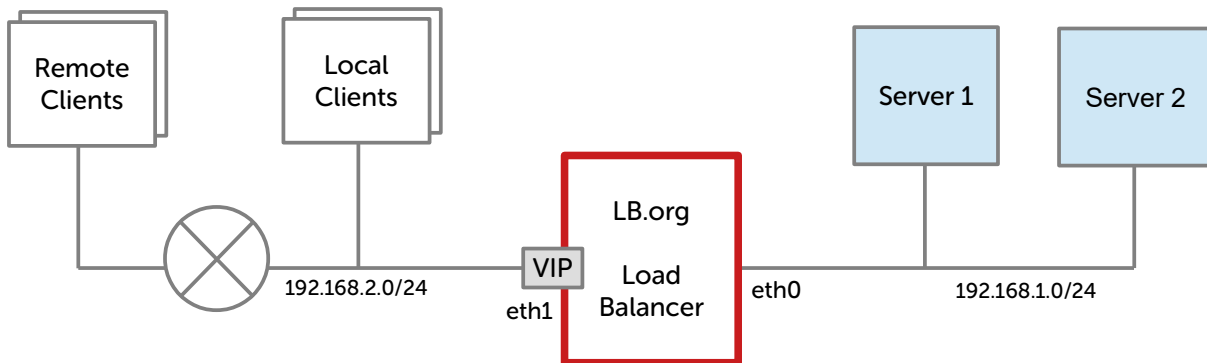 Remote
Clients
Local
Clients
Server 1
Server 2
LB.org
Load
Balancer
VIP
eth1
eth0
192.168.2.0/24
192.168.1.0/24